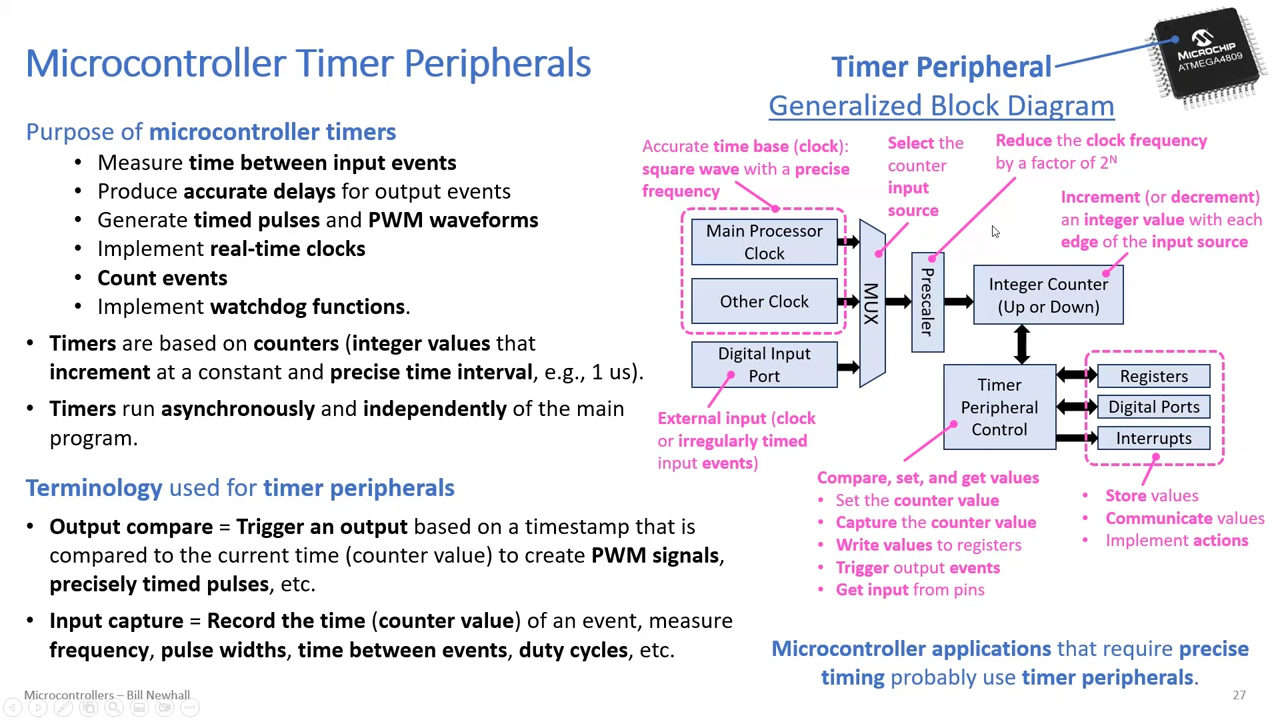 Microcontroller Timer Peripherals
Purpose of microcontroller timers
• Measure time between input events
• Produce accurate delays for output events
• Generate timed pulses and PWM waveforms
• Implement real-time clocks
• Count events
• Implement watchdog functions.
• Timers are based on counters (integer values that
increment at a constant and precise time interval, e.g., 1 us).
• Timers run asynchronously and independently of the main
program.
Terminology used for timer peripherals
• Output compare = Trigger an output based on a timestamp that is
compared to the current time (counter value) to create PWM signals,
precisely timed pulses, etc.
• Input capture = Record the time (counter value) of an event, measure
frequency, pulse widths, time between events, duty cycles, etc.
Timer Peripheral
Generalized Block Diagram
MICROCHIP
ATMEGA4809
Accurate time base (clock):
square wave with a precise
frequency
Select the
counter
input
source
Reduce the clock frequency
by a factor of 2ᴺ
Increment (or decrement)
an integer value with each
edge of the input source
Main Processor
Clock
Other Clock
Digital Input
Port
MUX
Prescaler
Integer Counter
(Up or Down)
Timer
Peripheral
Control
Registers
Digital Ports
Interrupts
External input (clock
or irregularly timed
input events)
Compare, set, and get values
• Set the counter value
• Capture the counter value
• Write values to registers
• Trigger output events
• Get input from pins
• Store values
• Communicate values
• Implement actions
Microcontroller applications that require precise
timing probably use timer peripherals.
Microcontrollers – Bill Newhall
27